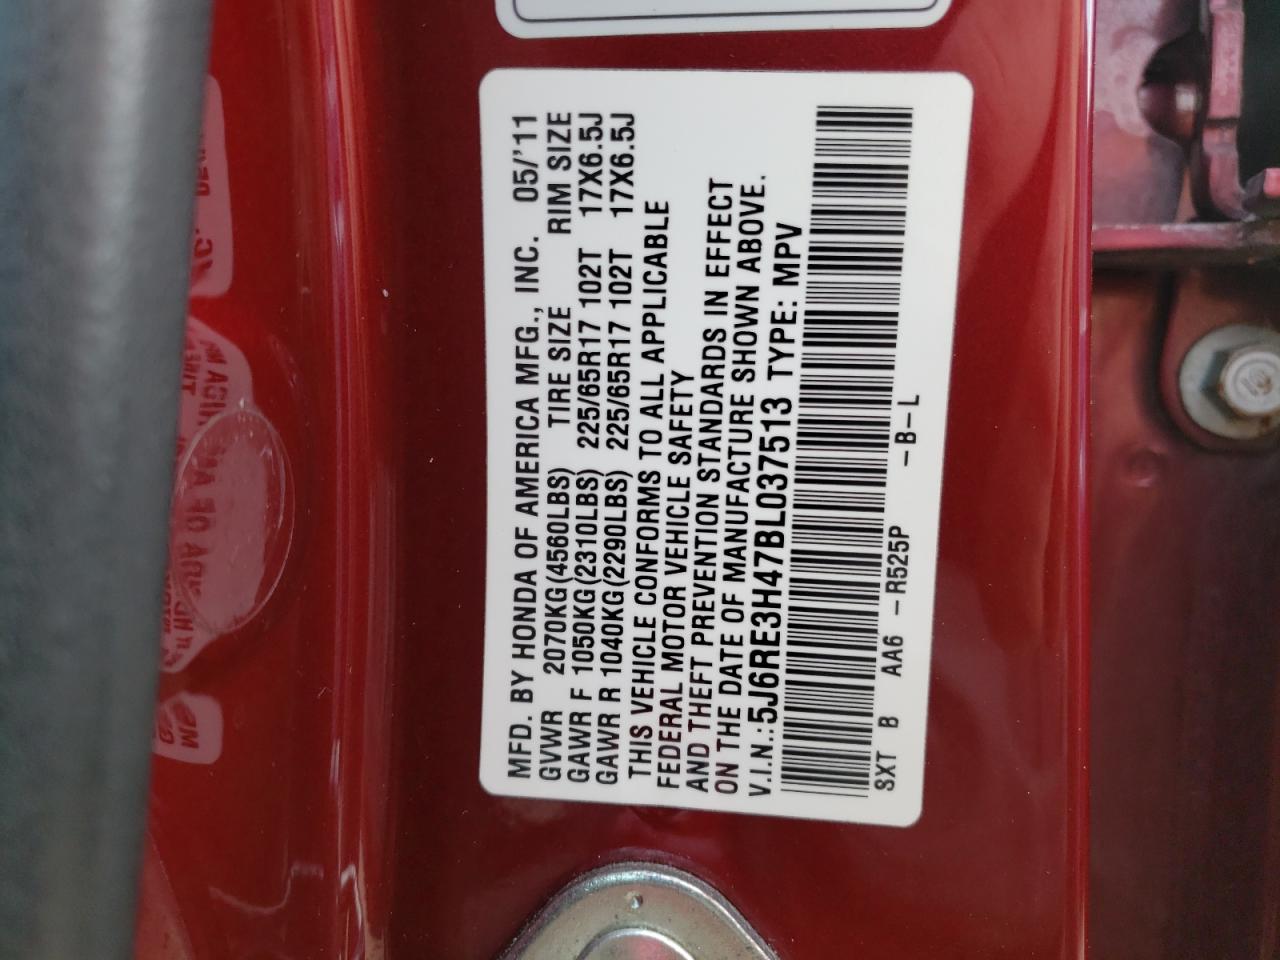 MFD. BY HONDA OF AMERICA MFG., INC. 05/'11
GVWR 2070KG(4560LBS) TIRE SIZE RIM SIZE
GAWR F 1050KG(2310LBS) 225/65R17 102T 17X6.5J
GAWR R 1040KG(2290LBS) 225/65R17 102T 17X6.5J
THIS VEHICLE CONFORMS TO ALL APPLICABLE
FEDERAL MOTOR VEHICLE SAFETY
AND THEFT PREVENTION STANDARDS IN EFFECT
ON THE DATE OF MANUFACTURE SHOWN ABOVE.
V.I.N.:5J6RE3H47BL037513 TYPE: MPV
SXT B AA6 -R525P -B-L